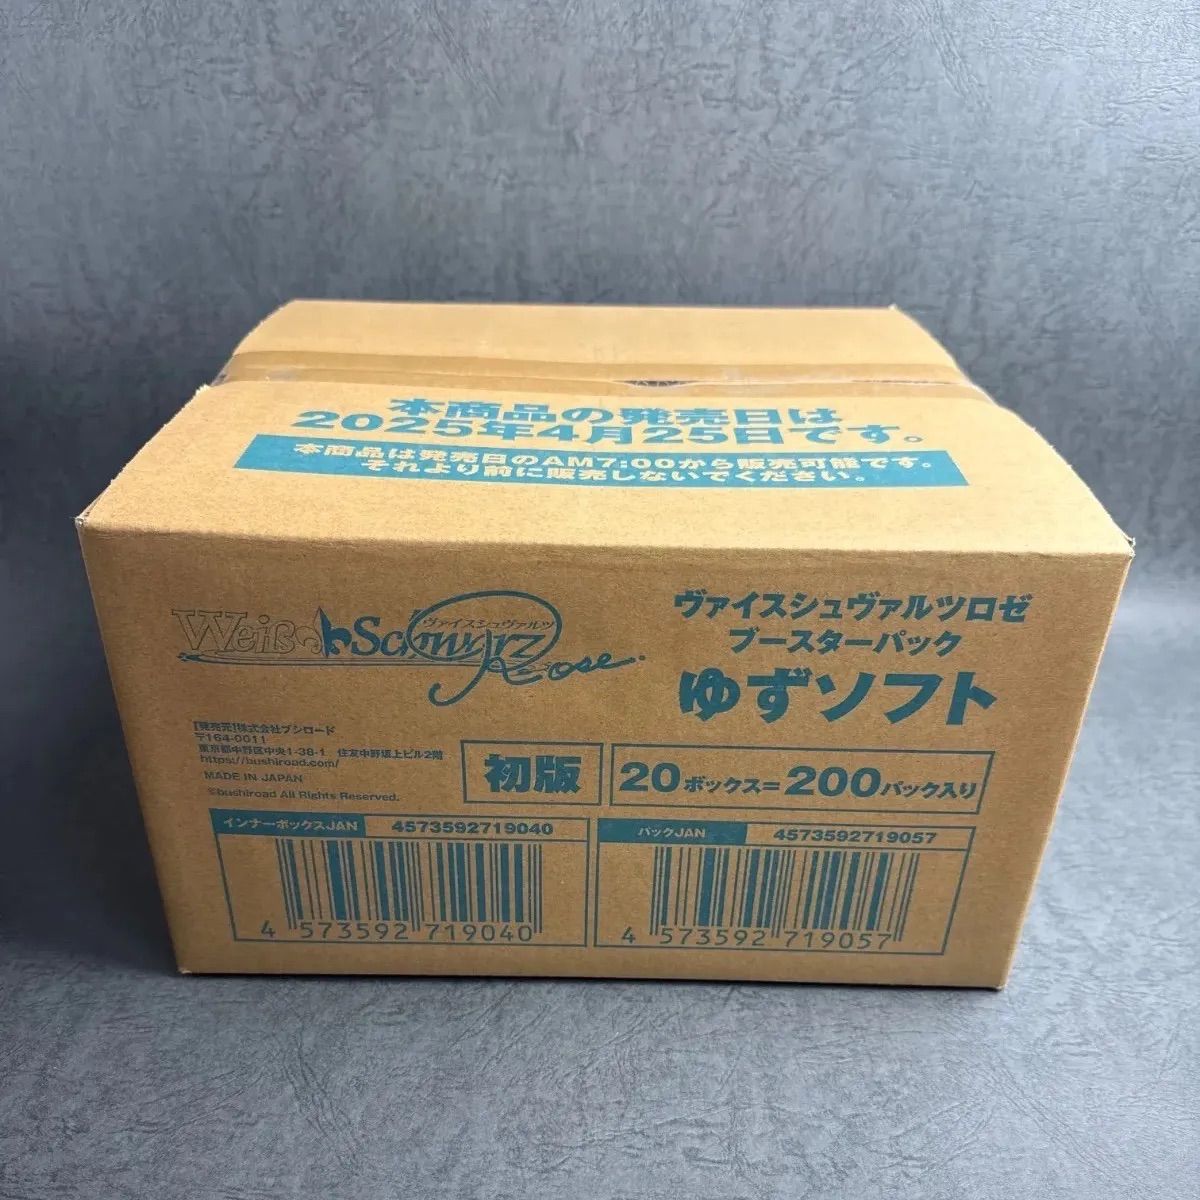 本商品の発売日は
2025年4月25日です。
本商品は発売日のAM7:00から販売可能です。
それより前に販売しないでください。
Weiß Schwarz
ヴァイスシュヴァルツ
Rose
ヴァイスシュヴァルツロゼ
ブースターパック
ゆずソフト
[発売元]株式会社ブシロード
〒164-0011
東京都中野区中央1-38-1 住友中野坂上ビル2階
https://bushiroad.com/
MADE IN JAPAN
©bushiroad All Rights Reserved.
初版
20ボックス=200パック入り
インナーボックスJAN 4573592719040
4 573592 719040
パックJAN 4573592719057
4 573592 719057